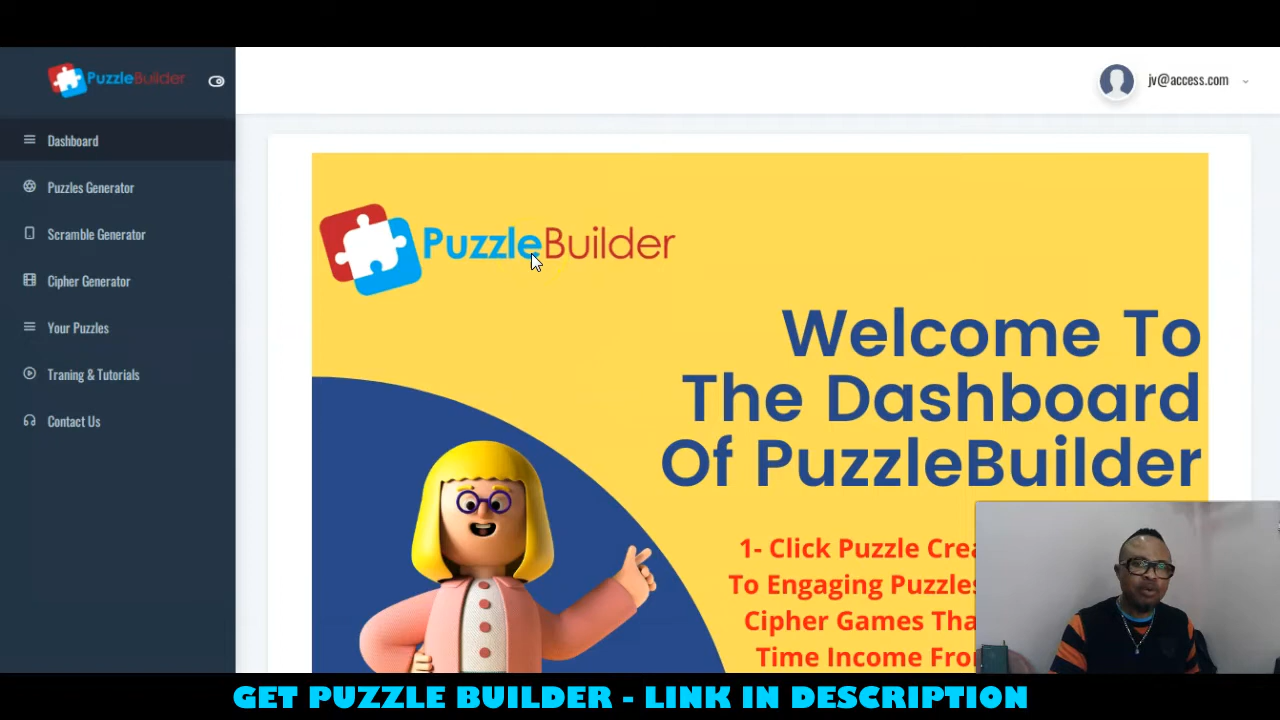 PuzzleBuilder
jv@access.com
Dashboard
Puzzles Generator
Scramble Generator
Cipher Generator
Your Puzzles
Traning & Tutorials
Contact Us
PuzzleBuilder
Welcome To
The Dashboard
Of PuzzleBuilder
1- Click Puzzle
To Engaging Puzzles
Cipher Games
Time Income
GET PUZZLE BUILDER - LINK IN DESCRIPTION